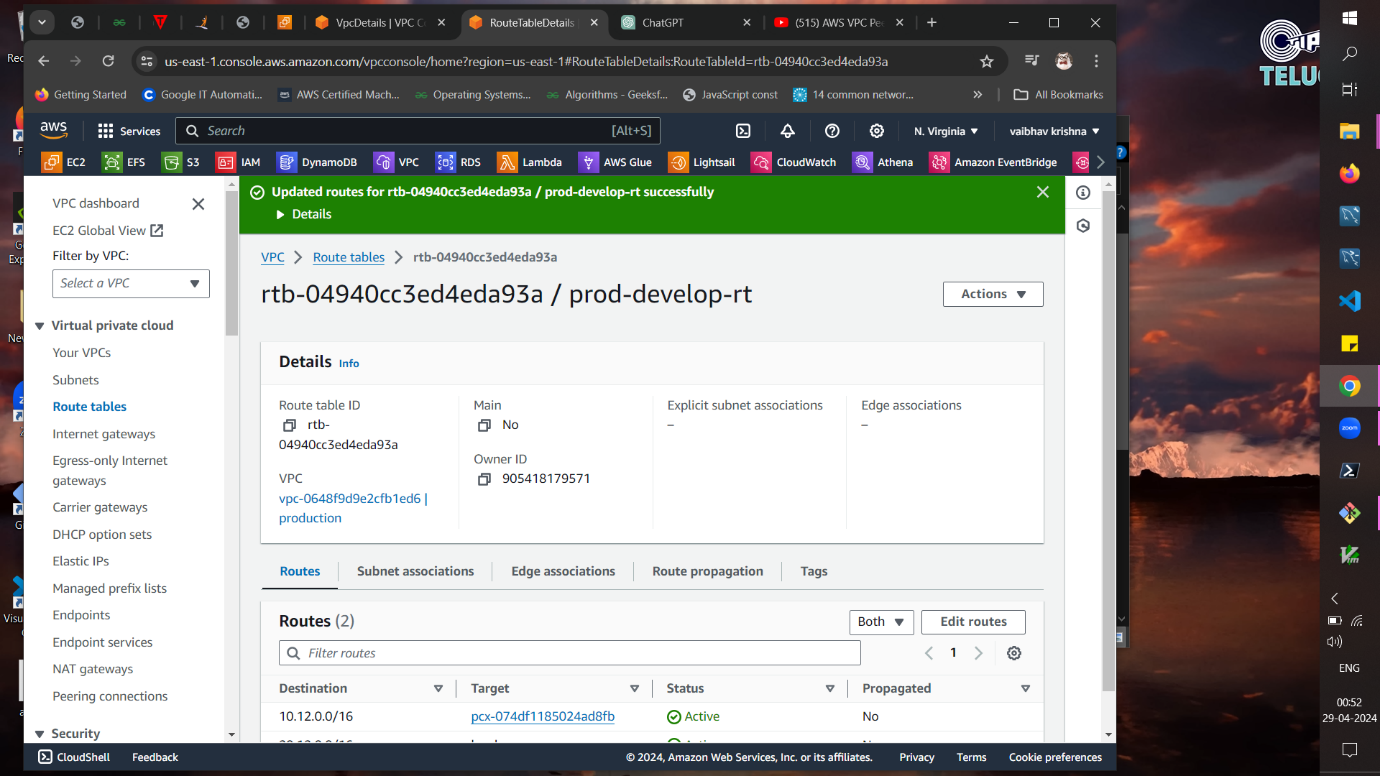 VpcDetails | VPC C
RouteTableDetails
ChatGPT
(515) AWS VPC Pe
us-east-1.console.aws.amazon.com/vpcconsole/home?region=us-east-1#RouteTableDetails:RouteTableId=rtb-04940cc3ed4eda93a
Getting Started
Google IT Automati...
AWS Certified Mach...
Operating Systems...
Algorithms - Geeksf...
JavaScript const
14 common networ...
All Bookmarks
aws
Services
Search
[Alt+S]
N. Virginia
vaibhav krishna
EC2
EFS
S3
IAM
DynamoDB
VPC
RDS
Lambda
AWS Glue
Lightsail
CloudWatch
Athena
Amazon EventBridge
VPC dashboard
EC2 Global View
Filter by VPC:
Select a VPC
Virtual private cloud
Your VPCs
Subnets
Route tables
Internet gateways
Egress-only Internet
gateways
Carrier gateways
DHCP option sets
Elastic IPs
Managed prefix lists
Endpoints
Endpoint services
NAT gateways
Peering connections
Security
Updated routes for rtb-04940cc3ed4eda93a / prod-develop-rt successfully
Details
VPC
Route tables
rtb-04940cc3ed4eda93a
rtb-04940cc3ed4eda93a / prod-develop-rt
Actions
Details Info
Route table ID
rtb-
04940cc3ed4eda93a
VPC
vpc-0648f9d9e2cfb1ed6 |
production
Main
No
Owner ID
905418179571
Explicit subnet associations
–
Edge associations
–
Routes
Subnet associations
Edge associations
Route propagation
Tags
Routes (2)
Both
Edit routes
Filter routes
1
Destination
Target
Status
Propagated
10.12.0.0/16
pcx-074df1185024ad8fb
Active
No
CloudShell
Feedback
© 2024, Amazon Web Services, Inc. or its affiliates.
Privacy
Terms
Cookie preferences
TELU
zoom
ENG
00:52
29-04-2024